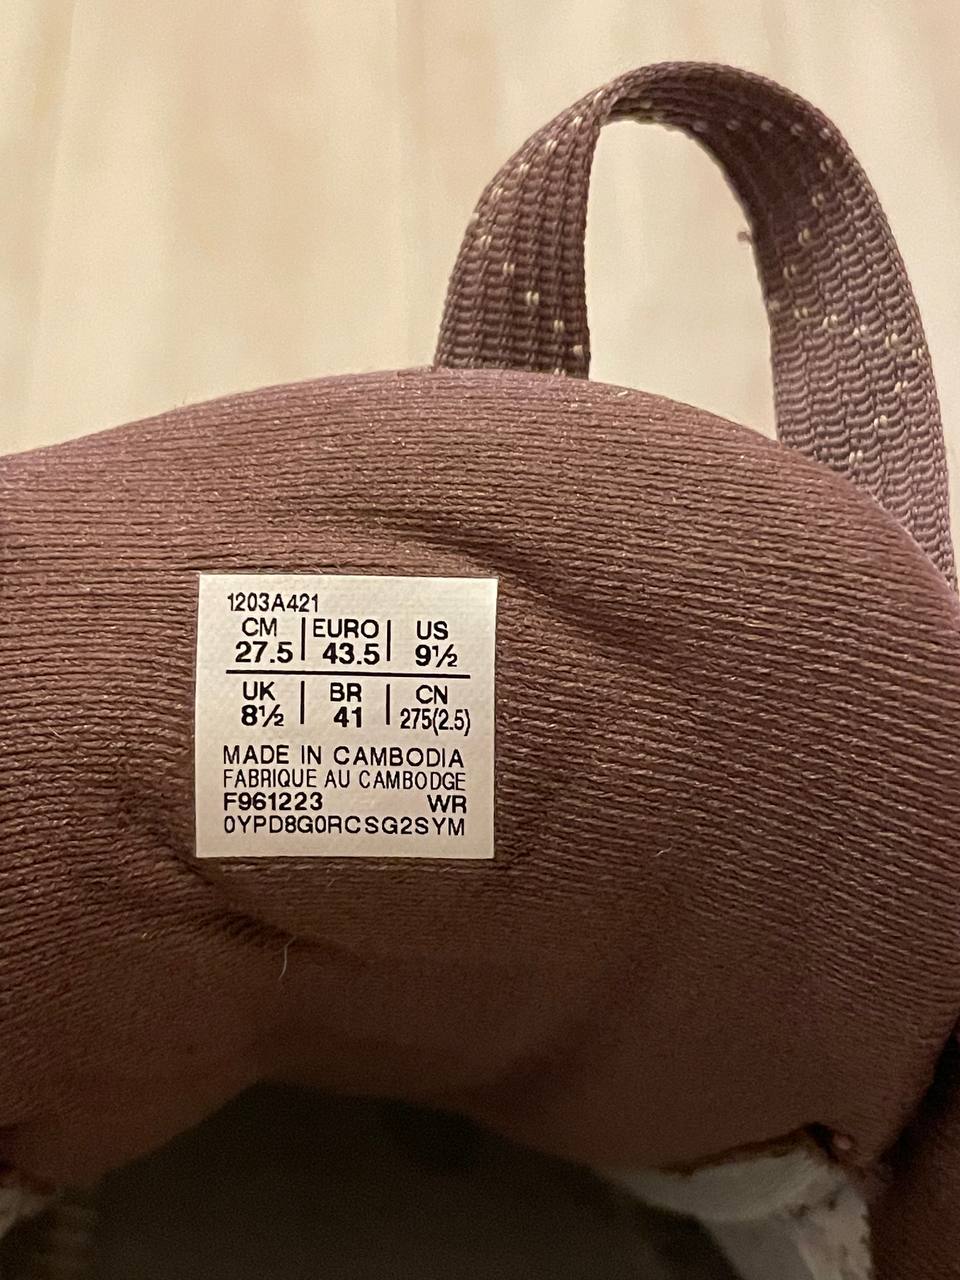 1203A421
CM | EURO | US
27.5 | 43.5 | 9½
UK | BR | CN
8½ | 41 | 275(2.5)
MADE IN CAMBODIA
FABRIQUE AU CAMBODGE
F961223 WR
0YPD8G0RCSG2SYM